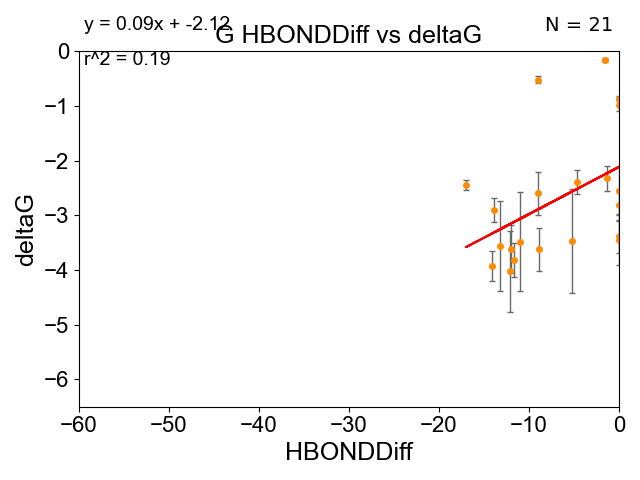 y = 0.09x + -2.12
N = 21
G HBONDDiff vs deltaG
r^2 = 0.19
0
−1
−2
−3
−4
−5
−6
deltaG
−60
−50
−40
−30
−20
−10
0
HBONDDiff